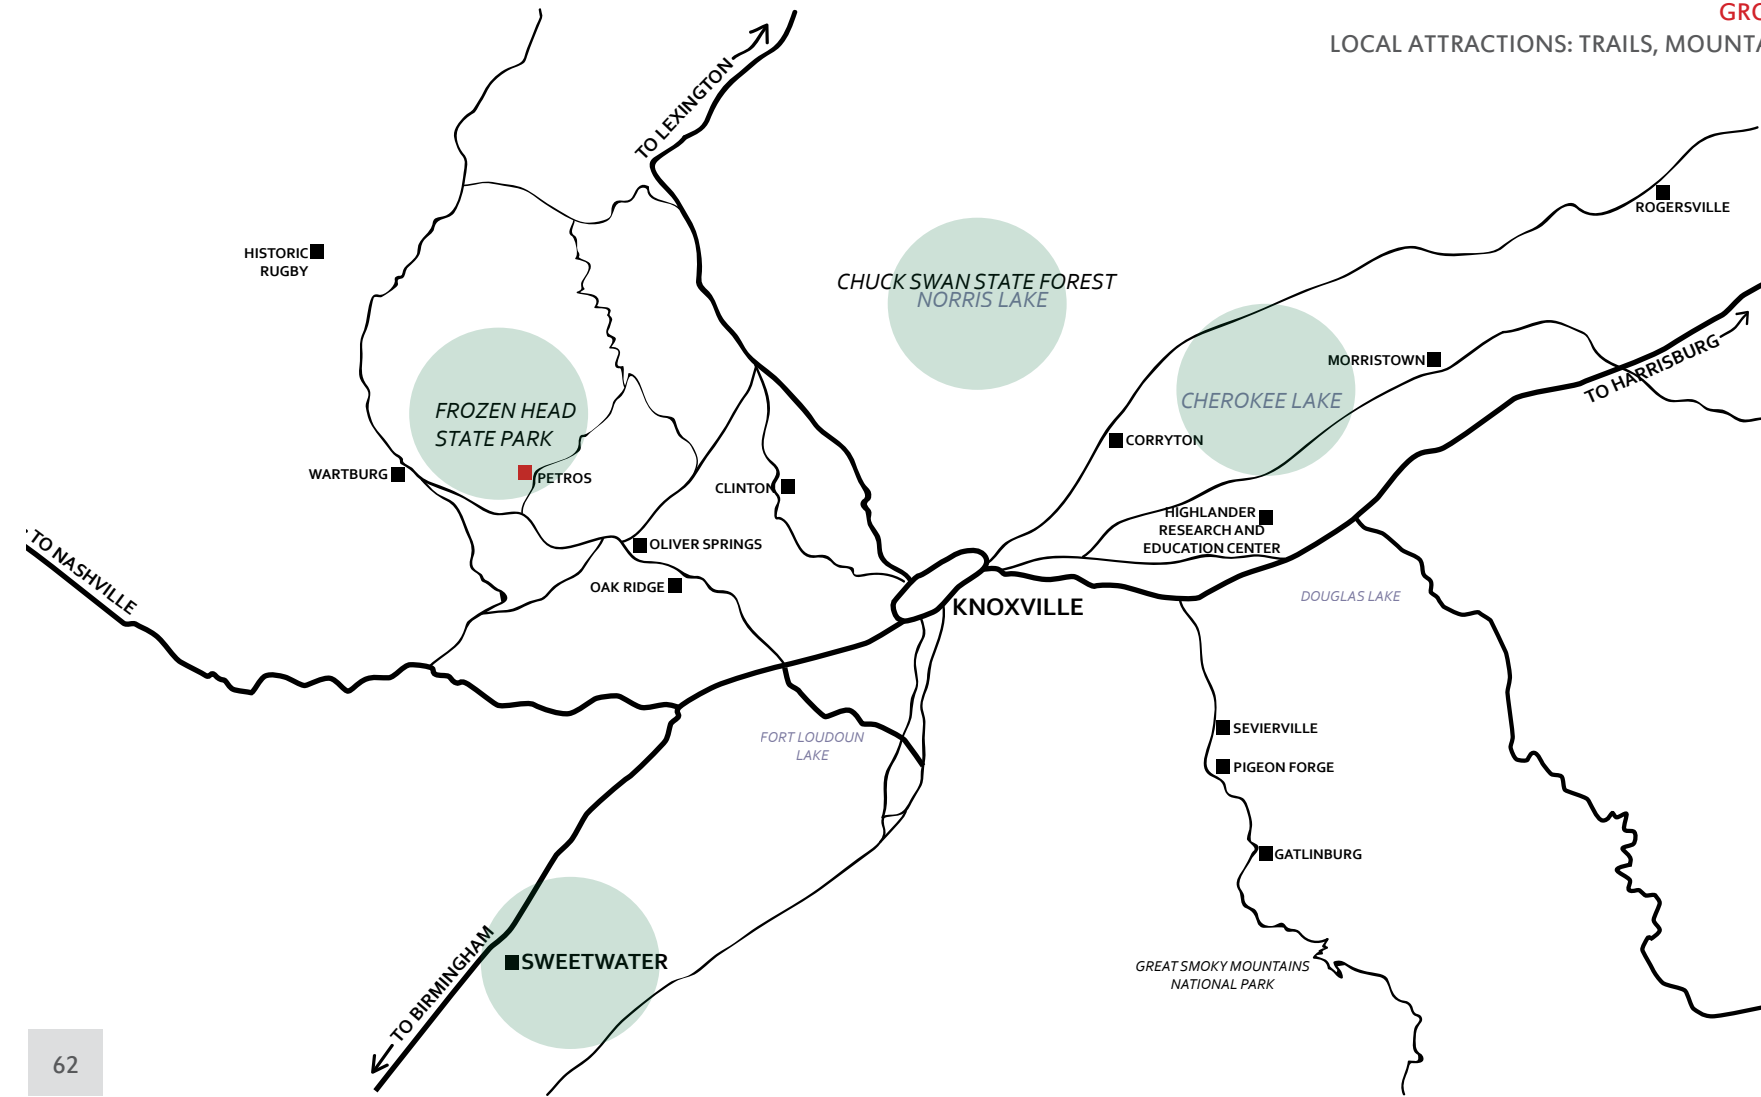 GRO
LOCAL ATTRACTIONS: TRAILS, MOUNTA
TO LEXINGTON
ROGERSVILLE
HISTORIC
RUGBY
CHUCK SWAN STATE FOREST
NORRIS LAKE
TO HARRISBURG
MORRISTOWN
CHEROKEE LAKE
FROZEN HEAD
STATE PARK
CORRYTON
WARTBURG
PETROS
CLINTON
HIGHLANDER
RESEARCH AND
EDUCATION CENTER
OLIVER SPRINGS
TO NASHVILLE
OAK RIDGE
KNOXVILLE
DOUGLAS LAKE
SEVIERVILLE
FORT LOUDOUN
LAKE
PIGEON FORGE
GATLINBURG
SWEETWATER
TO BIRMINGHAM
GREAT SMOKY MOUNTAINS
NATIONAL PARK
62